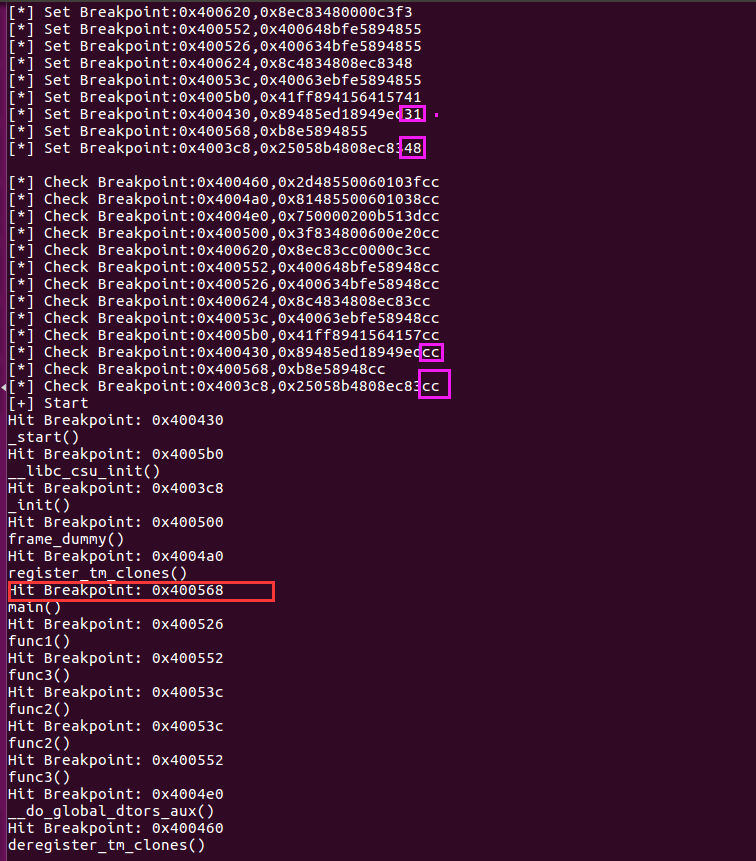 [*] Set Breakpoint:0x400620,0x8ec83480000c3f3
[*] Set Breakpoint:0x400552,0x400648bfe5894855
[*] Set Breakpoint:0x400526,0x400634bfe5894855
[*] Set Breakpoint:0x400624,0x8c4834808ec8348
[*] Set Breakpoint:0x40053c,0x40063ebfe5894855
[*] Set Breakpoint:0x4005b0,0x41ff894156415741
[*] Set Breakpoint:0x400430,0x89485ed18949ed31
[*] Set Breakpoint:0x400568,0xb8e5894855
[*] Set Breakpoint:0x4003c8,0x25058b4808ec8348
[*] Check Breakpoint:0x400460,0x2d48550060103fcc
[*] Check Breakpoint:0x4004a0,0x81485500601038cc
[*] Check Breakpoint:0x4004e0,0x750000200b513dcc
[*] Check Breakpoint:0x400500,0x3f834800600e20cc
[*] Check Breakpoint:0x400620,0x8ec83cc0000c3cc
[*] Check Breakpoint:0x400552,0x400648bfe58948cc
[*] Check Breakpoint:0x400526,0x400634bfe58948cc
[*] Check Breakpoint:0x400624,0x8c4834808ec83cc
[*] Check Breakpoint:0x40053c,0x40063ebfe58948cc
[*] Check Breakpoint:0x4005b0,0x41ff8941564157cc
[*] Check Breakpoint:0x400430,0x89485ed18949edcc
[*] Check Breakpoint:0x400568,0xb8e58948cc
[*] Check Breakpoint:0x4003c8,0x25058b4808ec83cc
[+] Start
Hit Breakpoint: 0x400430
_start()
Hit Breakpoint: 0x4005b0
__libc_csu_init()
Hit Breakpoint: 0x4003c8
_init()
Hit Breakpoint: 0x400500
frame_dummy()
Hit Breakpoint: 0x4004a0
register_tm_clones()
Hit Breakpoint: 0x400568
main()
Hit Breakpoint: 0x400526
func1()
Hit Breakpoint: 0x400552
func3()
Hit Breakpoint: 0x40053c
func2()
Hit Breakpoint: 0x40053c
func2()
Hit Breakpoint: 0x400552
func3()
Hit Breakpoint: 0x4004e0
__do_global_dtors_aux()
Hit Breakpoint: 0x400460
deregister_tm_clones()